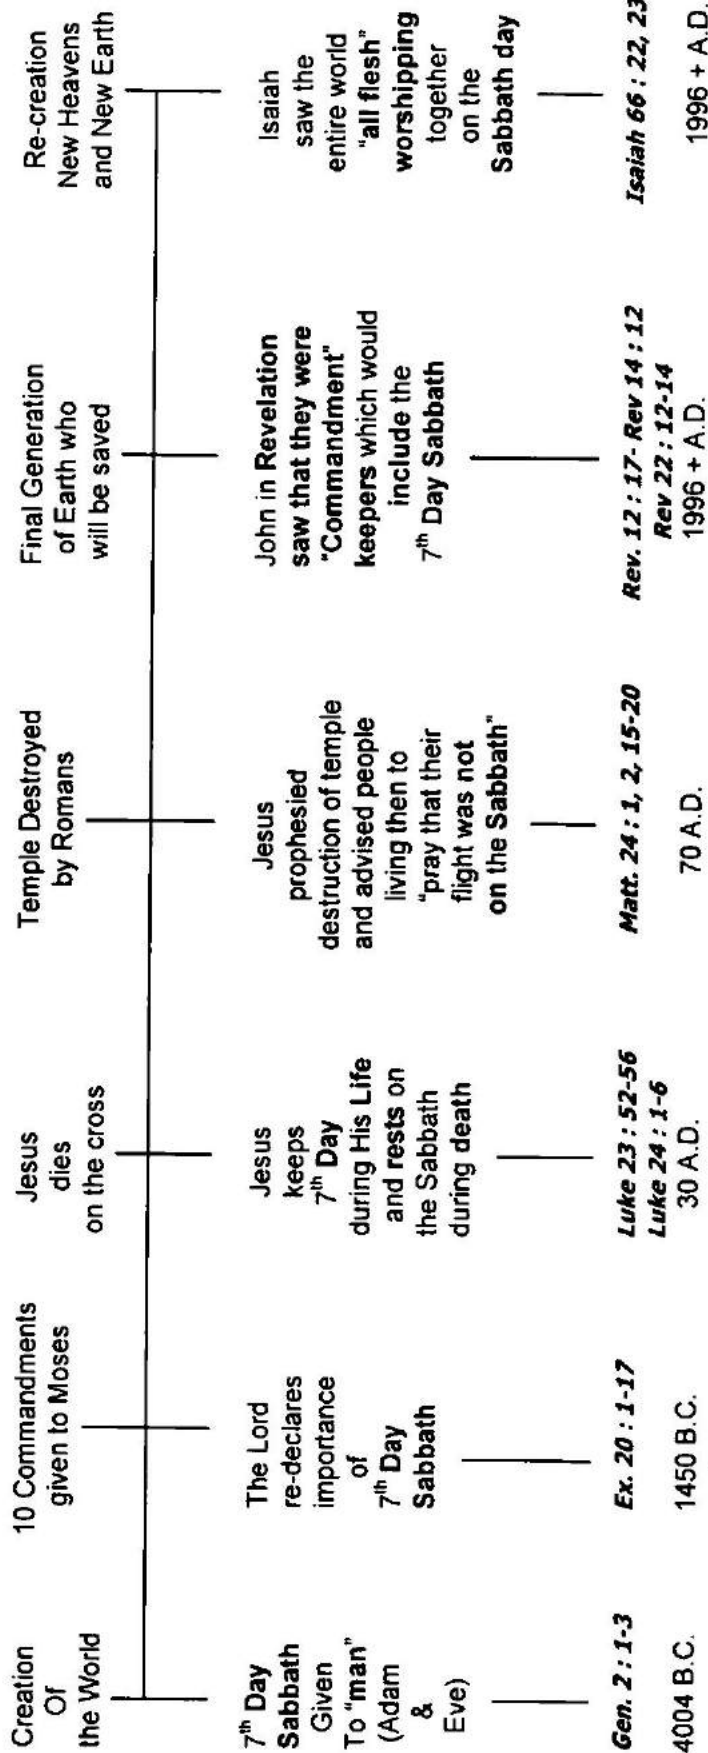 Creation
Of
the World
7th Day
Sabbath
Given
To "man"
(Adam
&
Eve)
Gen. 2 : 1-3
4004 B.C.
10 Commandments
given to Moses
The Lord
re-declares
importance
of
7th Day
Sabbath
Ex. 20 : 1-17
1450 B.C.
Jesus
dies
on the cross
Jesus
keeps
7th Day
during His Life
and rests on
the Sabbath
during death
Luke 23 : 52-56
Luke 24 : 1-6
30 A.D.
Temple Destroyed
by Romans
Jesus
prophesied
destruction of temple
and advised people
living then to
"pray that their
flight was not
on the Sabbath"
Matt. 24 : 1, 2, 15-20
70 A.D.
Final Generation
of Earth who
will be saved
John in Revelation
saw that they were
"Commandment"
keepers which would
include the
7th Day Sabbath
Rev. 12 : 17- Rev 14 : 12
Rev 22 : 12-14
1996 + A.D.
Re-creation
New Heavens
and New Earth
Isaiah
saw the
entire world
"all flesh"
worshipping
together
on the
Sabbath day
Isaiah 66 : 22, 23
1996 + A.D.